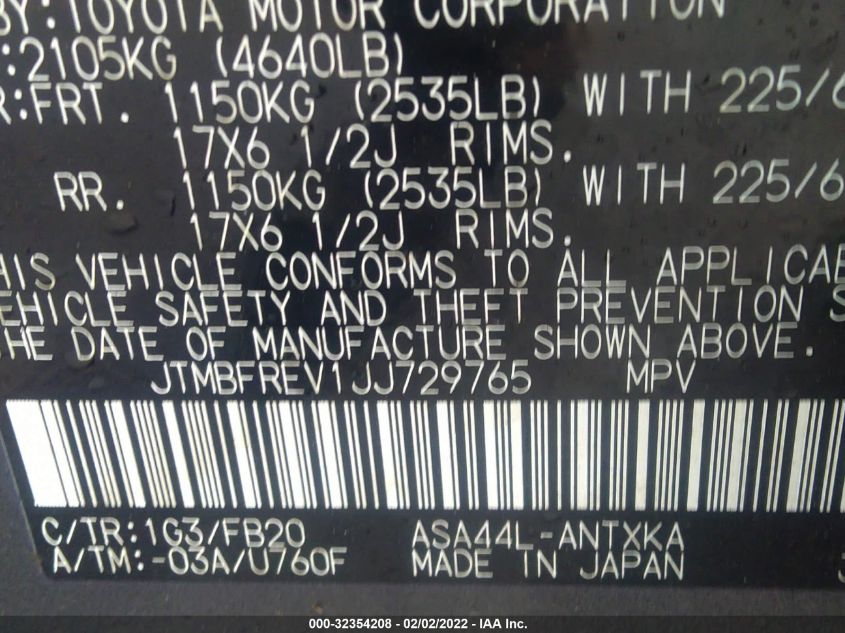 BY:TOYOTA MOTOR CORPORATION
:2105KG (4640LB)
R:FRT. 1150KG (2535LB) WITH 225/6
17X6 1/2J RIMS.
RR. 1150KG (2535LB) WITH 225/6
17X6 1/2J RIMS.
HIS VEHICLE CONFORMS TO ALL APPLICAB
EHICLE SAFETY AND THEFT PREVENTION S
HE DATE OF MANUFACTURE SHOWN ABOVE.
JTMBFREV1JJ729765 MPV
C/TR:1G3/FB20 ASA44L-ANTXKA
A/TM:-03A/U760F MADE IN JAPAN
000-32354208 - 02/02/2022 - IAA Inc.